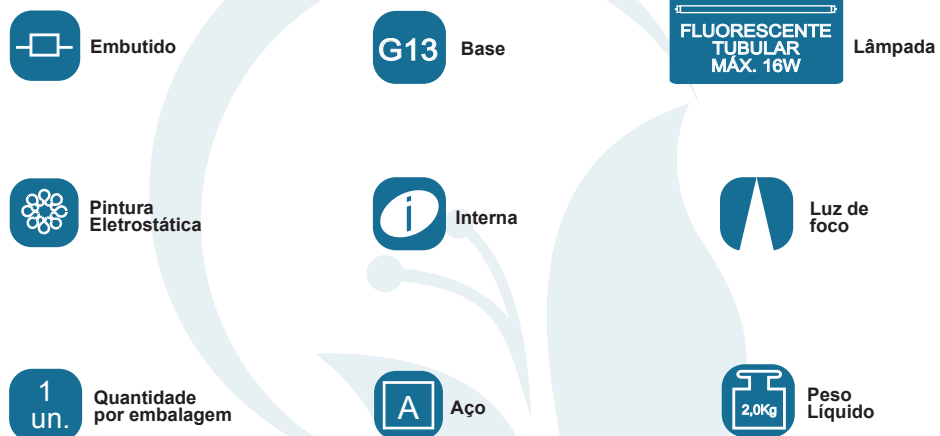 Embutido
G13
Base
FLUORESCENTE
TUBULAR
MÁX. 16W
Lâmpada
Pintura
Eletrostática
i
Interna
Luz de
foco
1
un.
Quantidade
por embalagem
A
Aço
2,0Kg
Peso
Líquido